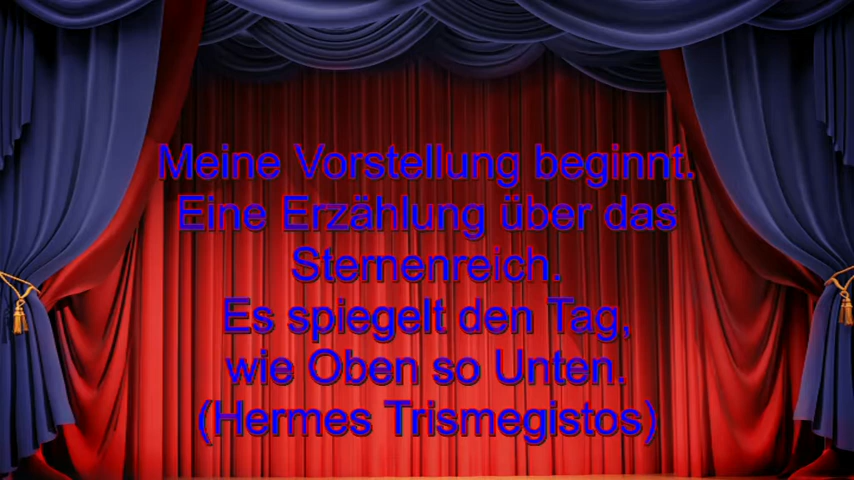 Meine Vorstellung beginnt.
Eine Erzählung über das
Sternenreich.
Es spiegelt den Tag,
wie Oben so Unten.
(Hermes Trismegistos)